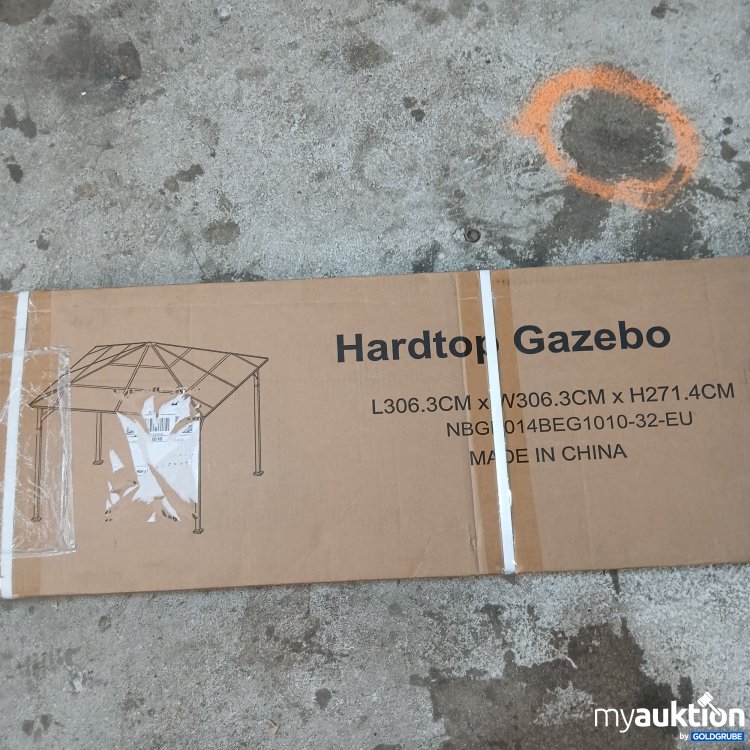 Hardtop Gazebo
L306.3CM x W306.3CM x H271.4CM
MADE IN CHINA
myauktion
by GOLDGRUBE